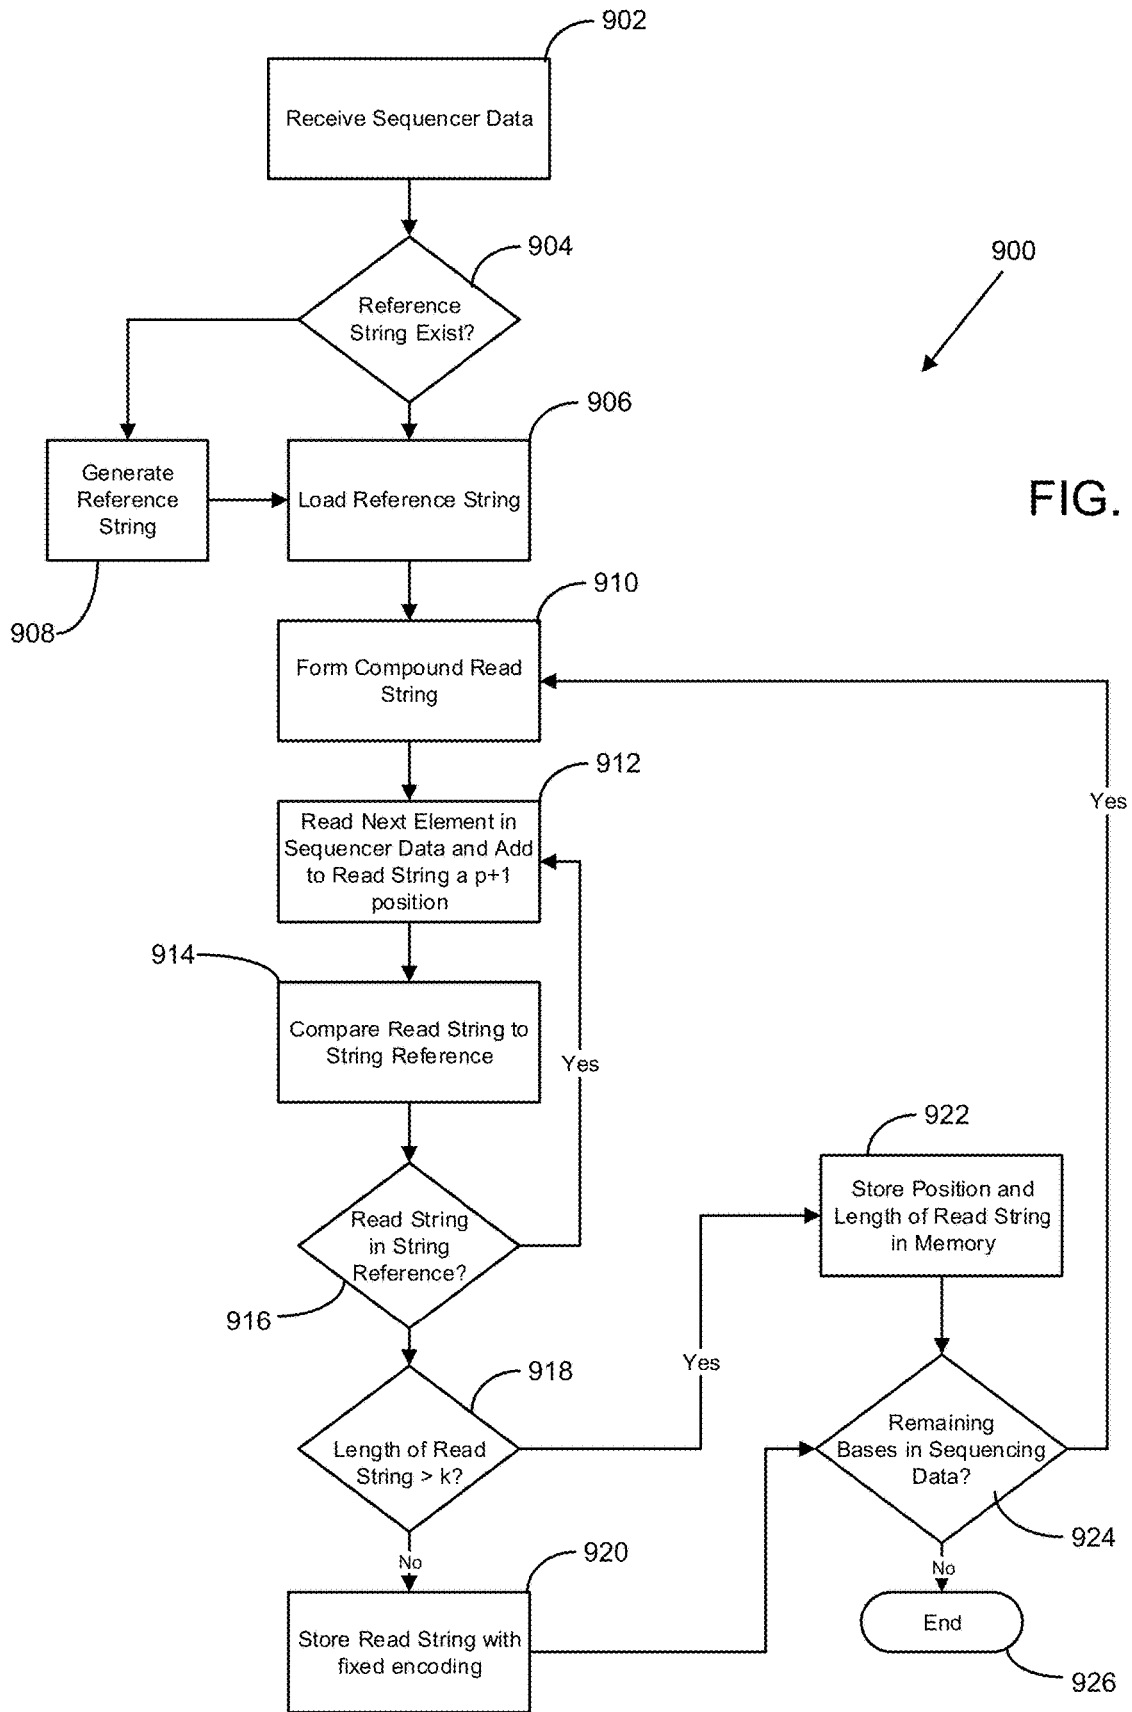 902
Receive Sequencer Data
904
Reference
String Exist?
900
906
Generate
Reference
String
Load Reference String
FIG.
908
910
Form Compound Read
String
912
Read Next Element in
Sequencer Data and Add
to Read String a p+1
position
Yes
914
Compare Read String to
String Reference
Yes
916
Read String
in String
Reference?
922
Store Position and
Length of Read String
in Memory
918
Length of Read
String > k?
Yes
Remaining
Bases in Sequencing
Data?
924
No
920
Store Read String with
fixed encoding
No
End
926